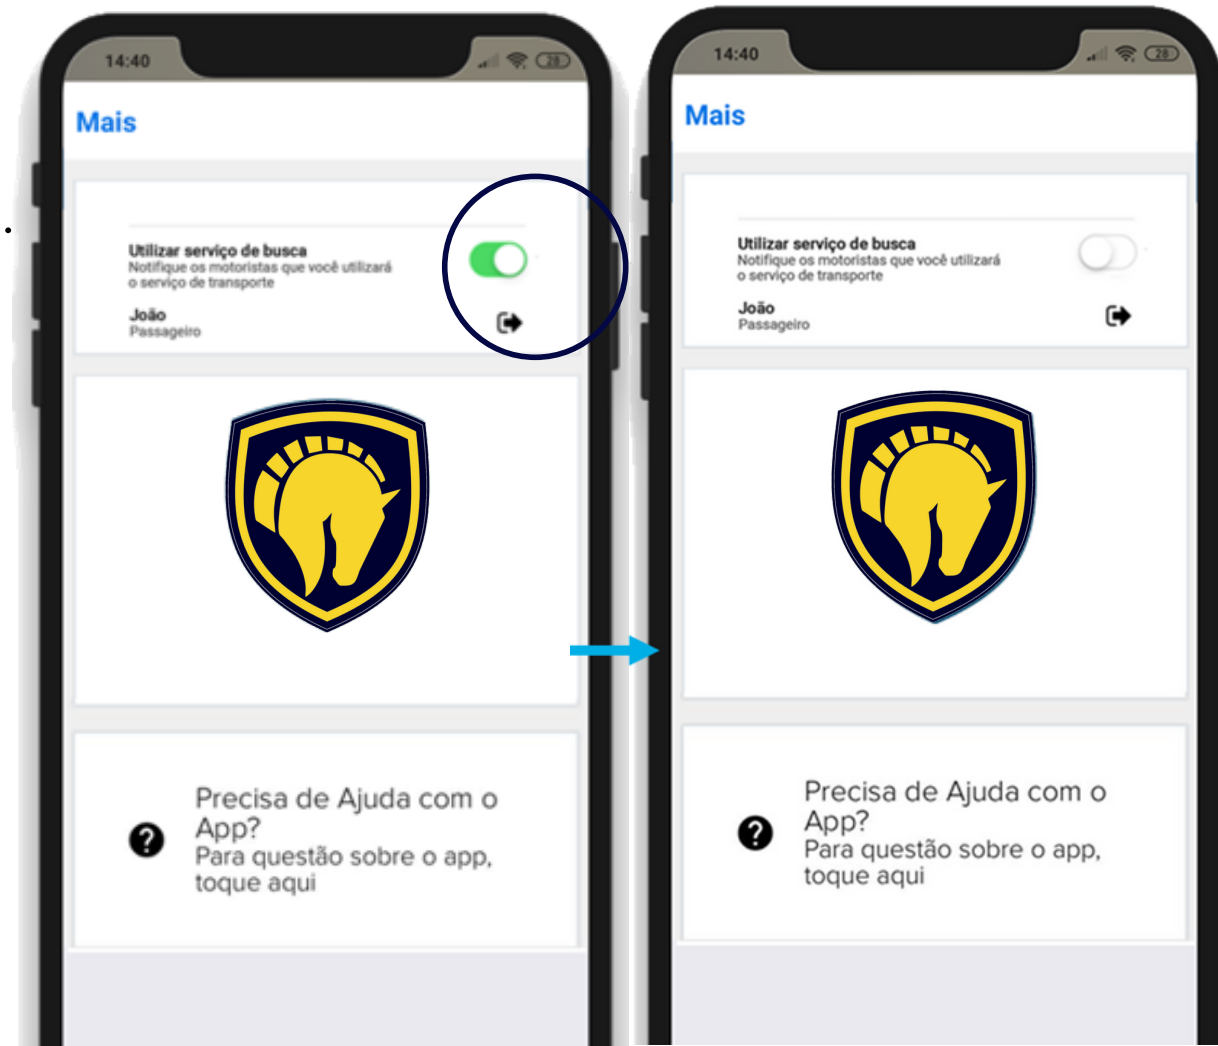 14:40
28
Mais
Utilizar serviço de busca
Notifique os motoristas que você utilizará
o serviço de transporte
João
Passageiro
Precisa de Ajuda com o
App?
Para questão sobre o app,
toque aqui
14:40
28
Mais
Utilizar serviço de busca
Notifique os motoristas que você utilizará
o serviço de transporte
João
Passageiro
Precisa de Ajuda com o
App?
Para questão sobre o app,
toque aqui